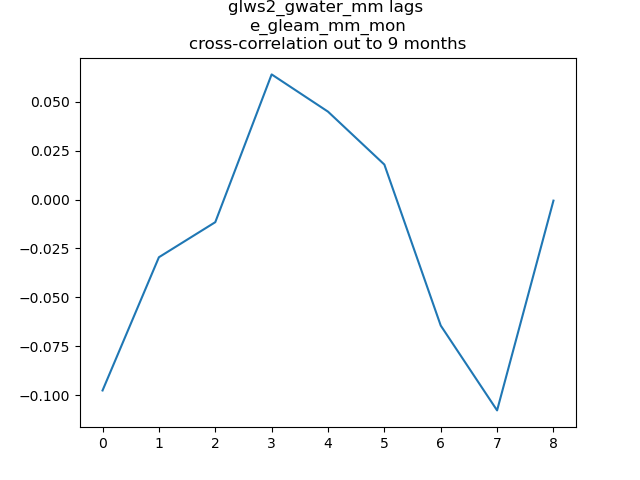 glws2_gwater_mm lags
e_gleam_mm_mon
cross-correlation out to 9 months
0.050
0.025
0.000
−0.025
−0.050
−0.075
−0.100
0 1 2 3 4 5 6 7 8